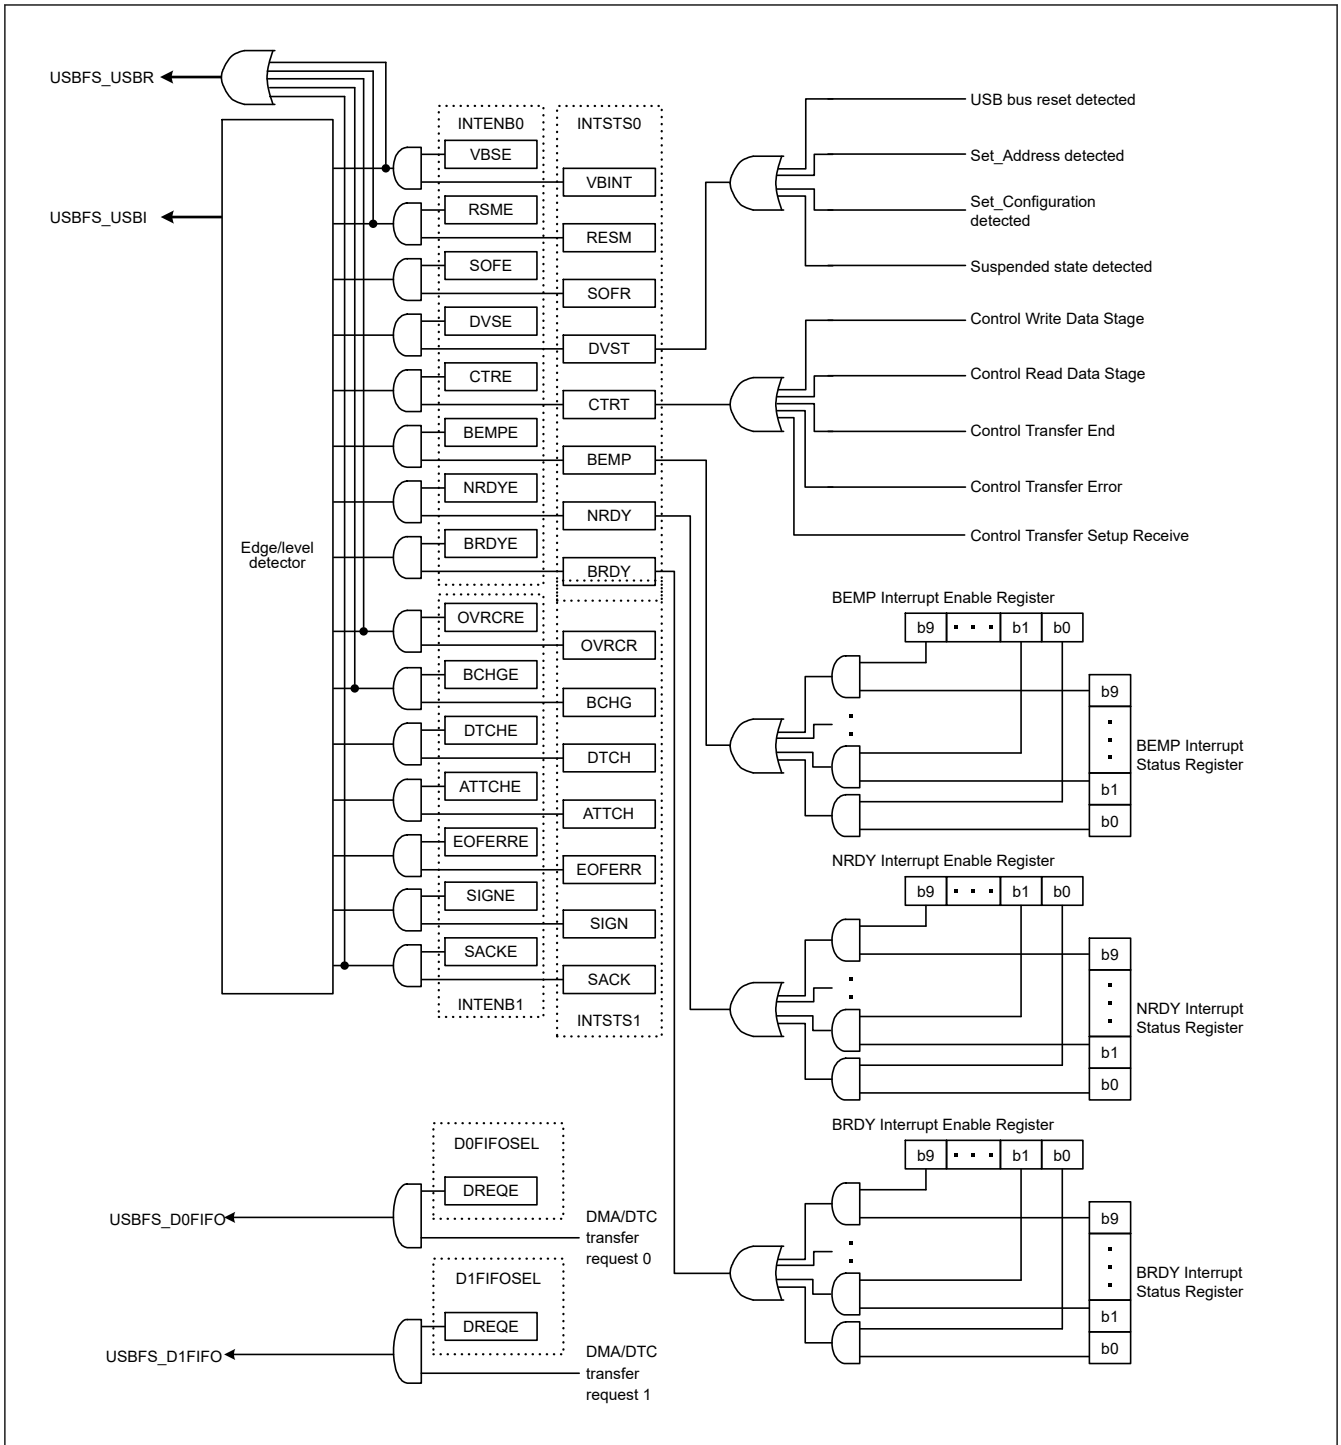 USBFS_USBR
USBFS_USBI
Edge/level
detector
INTENB0
VBSE
RSME
SOFE
DVSE
CTRE
BEMPE
NRDYE
BRDYE
OVRCRE
BCHGE
DTCHE
ATTCHE
EOFERRE
SIGNE
SACKE
INTENB1
INTSTS0
VBINT
RESM
SOFR
DVST
CTRT
BEMP
NRDY
BRDY
OVRCR
BCHG
DTCH
ATTCH
EOFERR
SIGN
SACK
INTSTS1
USB bus reset detected
Set_Address detected
Set_Configuration
detected
Suspended state detected
Control Write Data Stage
Control Read Data Stage
Control Transfer End
Control Transfer Error
Control Transfer Setup Receive
BEMP Interrupt Enable Register
b9 · · · b1 b0
b9
b1
b0
BEMP Interrupt
Status Register
NRDY Interrupt Enable Register
b9 · · · b1 b0
b9
b1
b0
NRDY Interrupt
Status Register
BRDY Interrupt Enable Register
b9 · · · b1 b0
b9
b1
b0
BRDY Interrupt
Status Register
D0FIFOSEL
DREQE
USBFS_D0FIFO
DMA/DTC
transfer
request 0
D1FIFOSEL
DREQE
USBFS_D1FIFO
DMA/DTC
transfer
request 1